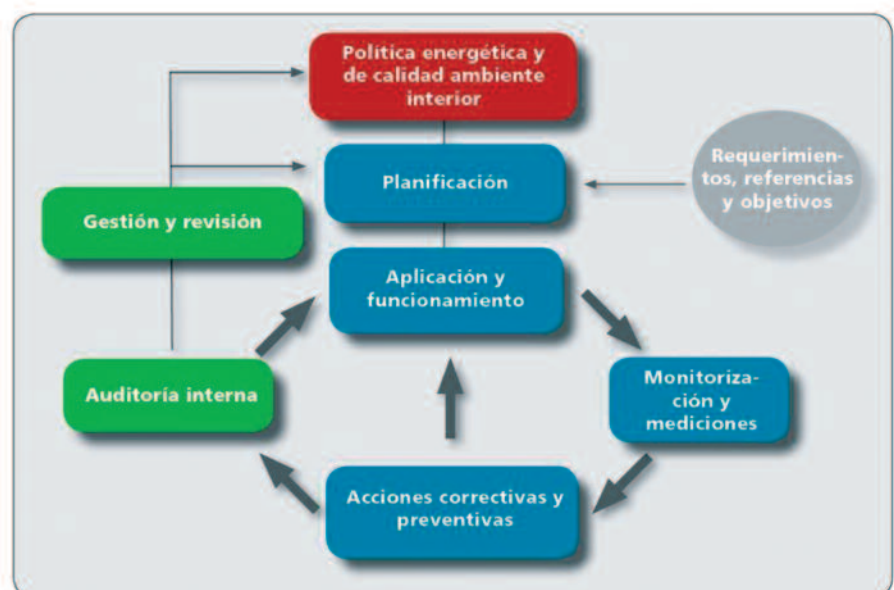 Política energética y
de calidad ambiente
interior
Requerimien-
tos, referencias
y objetivos
Planificación
Gestión y revisión
Aplicación y
funcionamiento
Auditoría interna
Monitoriza-
ción y
mediciones
Acciones correctivas y
preventivas